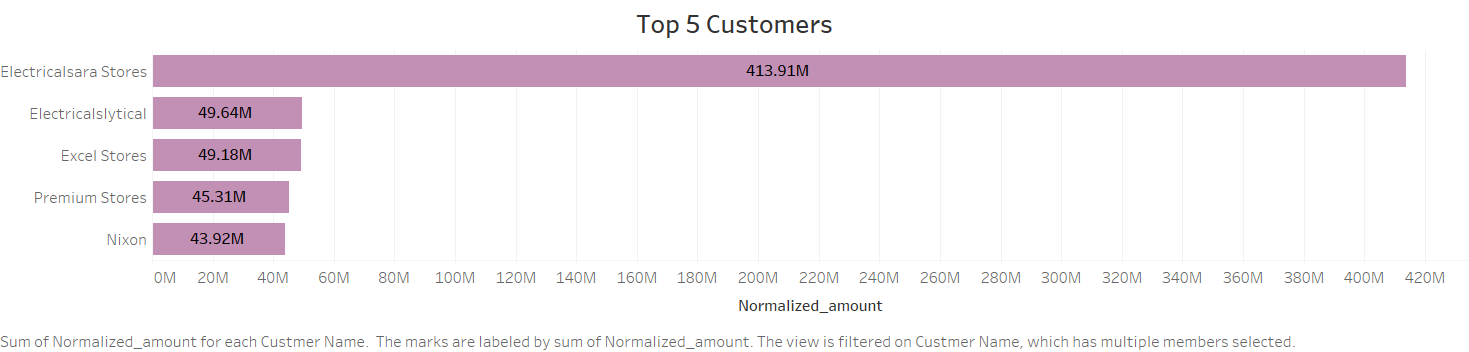 Top 5 Customers
Electricalsara Stores 413.91M
Electricalslytical 49.64M
Excel Stores 49.18M
Premium Stores 45.31M
Nixon 43.92M
0M 20M 40M 60M 80M 100M 120M 140M 160M 180M 200M 220M 240M 260M 280M 300M 320M 340M 360M 380M 400M 420M
Normalized_amount
Sum of Normalized_amount for each Custmer Name. The marks are labeled by sum of Normalized_amount. The view is filtered on Custmer Name, which has multiple members selected.